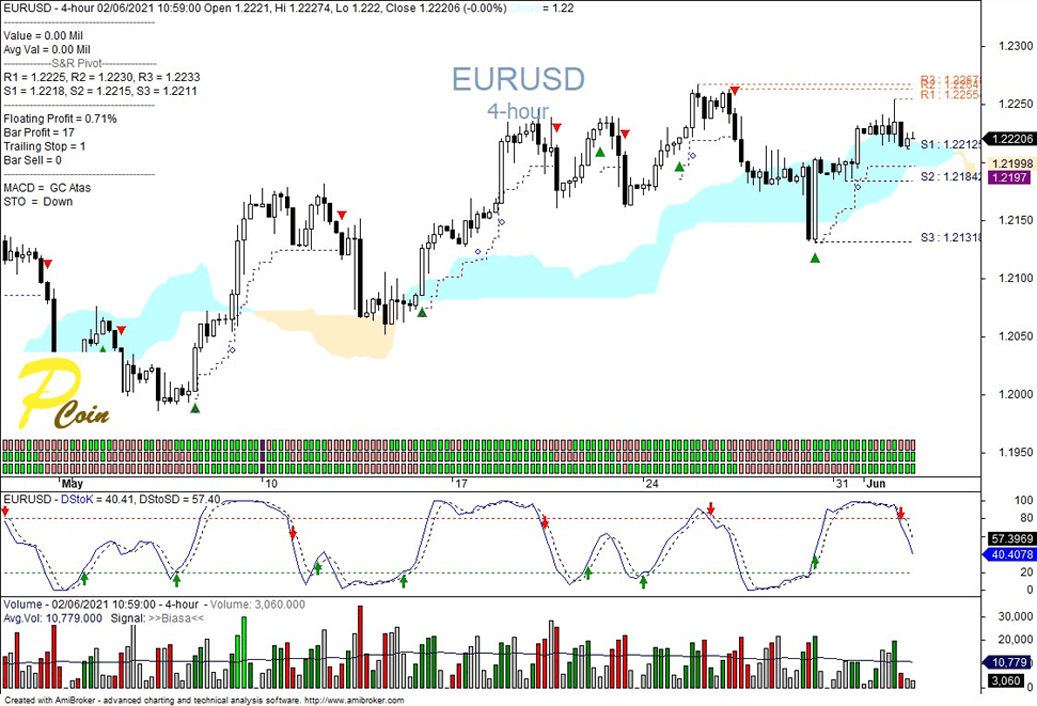 EURUSD - 4-hour 02/06/2021 10:59:00 Open 1.2221, Hi 1.22274, Lo 1.222, Close 1.22206 (-0.00%) Cloud = 1.22
Value = 0.00 Mil
Avg Val = 0.00 Mil
S&R Pivot
R1 = 1.2225, R2 = 1.2230, R3 = 1.2233
S1 = 1.2218, S2 = 1.2215, S3 = 1.2211
Floating Profit = 0.71%
Bar Profit = 17
Trailing Stop = 1
Bar Sell = 0
MACD = GC Atas
STO = Down
EURUSD
4-hour
R3 :
R2 :
R1 : 1.2255
S1 : 1.2212
S2 : 1.2184
S3 : 1.2131
1.2300
1.2250
1.22206
1.21998
1.2197
1.2150
1.2100
1.2050
1.2000
1.1950
P Coin
May
10
17
24
31
Jun
EURUSD - DStoK = 40.41, DStoSD = 57.40
100
80
57.3969
40.4078
20
0
Volume - 02/06/2021 10:59:00 - 4-hour - Volume: 3,060.000
Avg.Vol: 10,779.000 Signal: >>Biasa<<
30,000
20,000
10,779
3,060
0
Created with AmiBroker - advanced charting and technical analysis software. http://www.amibroker.com